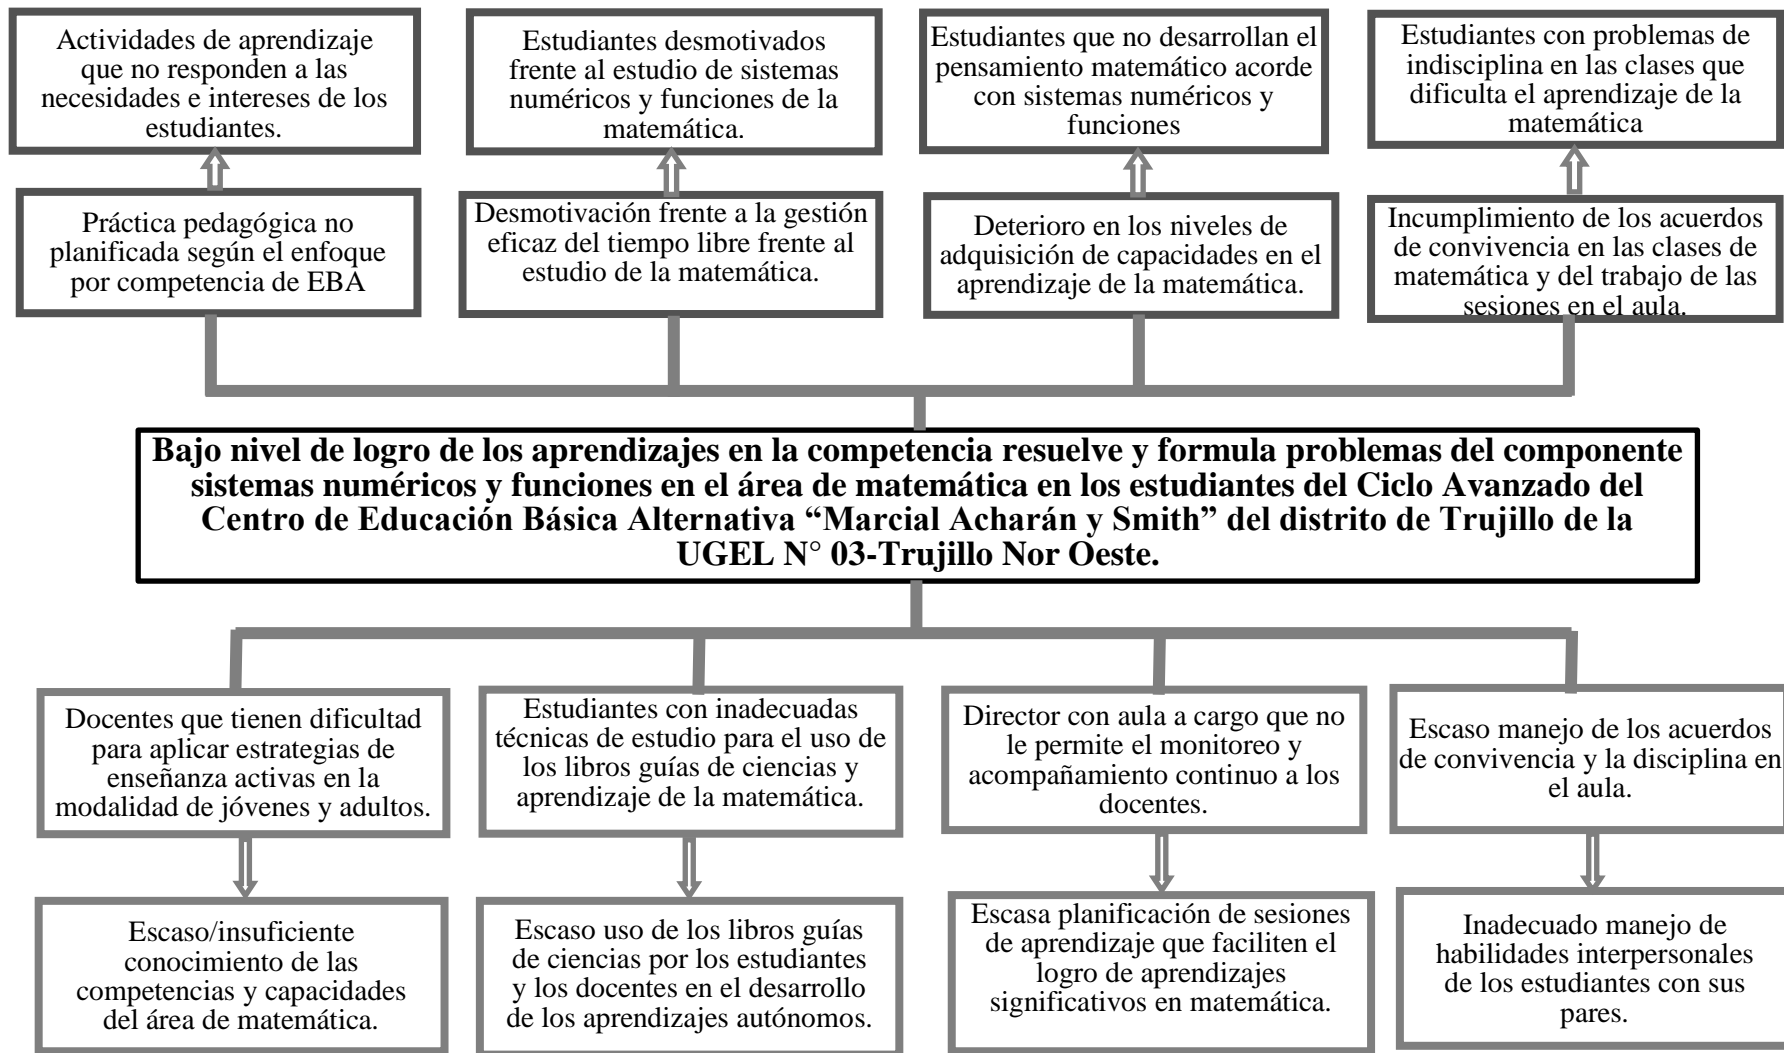 Actividades de aprendizaje
que no responden a las
necesidades e intereses de los
estudiantes.
Estudiantes desmotivados
frente al estudio de sistemas
numéricos y funciones de la
matemática.
Estudiantes que no desarrollan el
pensamiento matemático acorde
con sistemas numéricos y
funciones
Estudiantes con problemas de
indisciplina en las clases que
dificulta el aprendizaje de la
matemática
Práctica pedagógica no
planificada según el enfoque
por competencia de EBA
Desmotivación frente a la gestión
eficaz del tiempo libre frente al
estudio de la matemática.
Deterioro en los niveles de
adquisición de capacidades en el
aprendizaje de la matemática.
Incumplimiento de los acuerdos
de convivencia en las clases de
matemática y del trabajo de las
sesiones en el aula.
Bajo nivel de logro de los aprendizajes en la competencia resuelve y formula problemas del componente
sistemas numéricos y funciones en el área de matemática en los estudiantes del Ciclo Avanzado del
Centro de Educación Básica Alternativa “Marcial Acharán y Smith” del distrito de Trujillo de la
UGEL N° 03-Trujillo Nor Oeste.
Docentes que tienen dificultad
para aplicar estrategias de
enseñanza activas en la
modalidad de jóvenes y adultos.
Estudiantes con inadecuadas
técnicas de estudio para el uso de
los libros guías de ciencias y
aprendizaje de la matemática.
Director con aula a cargo que no
le permite el monitoreo y
acompañamiento continuo a los
docentes.
Escaso manejo de los acuerdos
de convivencia y la disciplina en
el aula.
Escaso/insuficiente
conocimiento de las
competencias y capacidades
del área de matemática.
Escaso uso de los libros guías
de ciencias por los estudiantes
y los docentes en el desarrollo
de los aprendizajes autónomos.
Escasa planificación de sesiones
de aprendizaje que faciliten el
logro de aprendizajes
significativos en matemática.
Inadecuado manejo de
habilidades interpersonales
de los estudiantes con sus
pares.